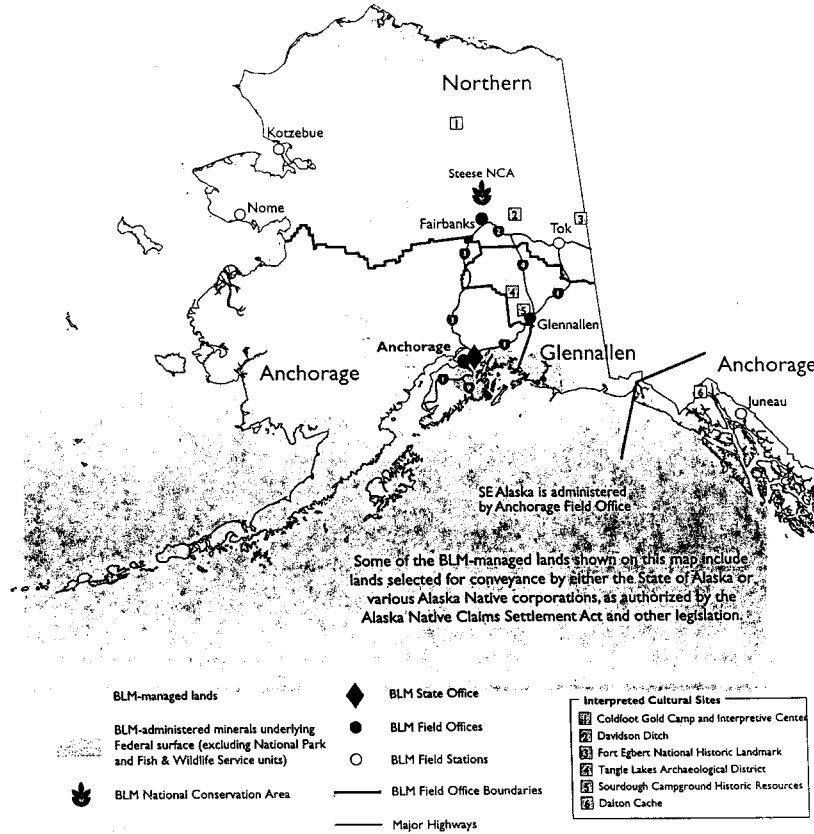 Northern
1
Kotzebue
Steese NCA
Nome
Fairbanks
2
3
2
Tok
3
4
4
1
5
Glennallen
3
Anchorage
1
Glennallen
Anchorage
Anchorage
6
Juneau
SE Alaska is administered
by Anchorage Field Office
Some of the BLM-managed lands shown on this map include
lands selected for conveyance by either the State of Alaska or
various Alaska Native corporations, as authorized by the
Alaska Native Claims Settlement Act and other legislation.
BLM-managed lands
BLM-administered minerals underlying
Federal surface (excluding National Park
and Fish & Wildlife Service units)
BLM National Conservation Area
BLM State Office
BLM Field Offices
BLM Field Stations
BLM Field Office Boundaries
Major Highways
Interpreted Cultural Sites
1 Coldfoot Gold Camp and Interpretive Center
2 Davidson Ditch
3 Fort Egbert National Historic Landmark
4 Tangle Lakes Archaeological District
5 Sourdough Campground Historic Resources
6 Dalton Cache